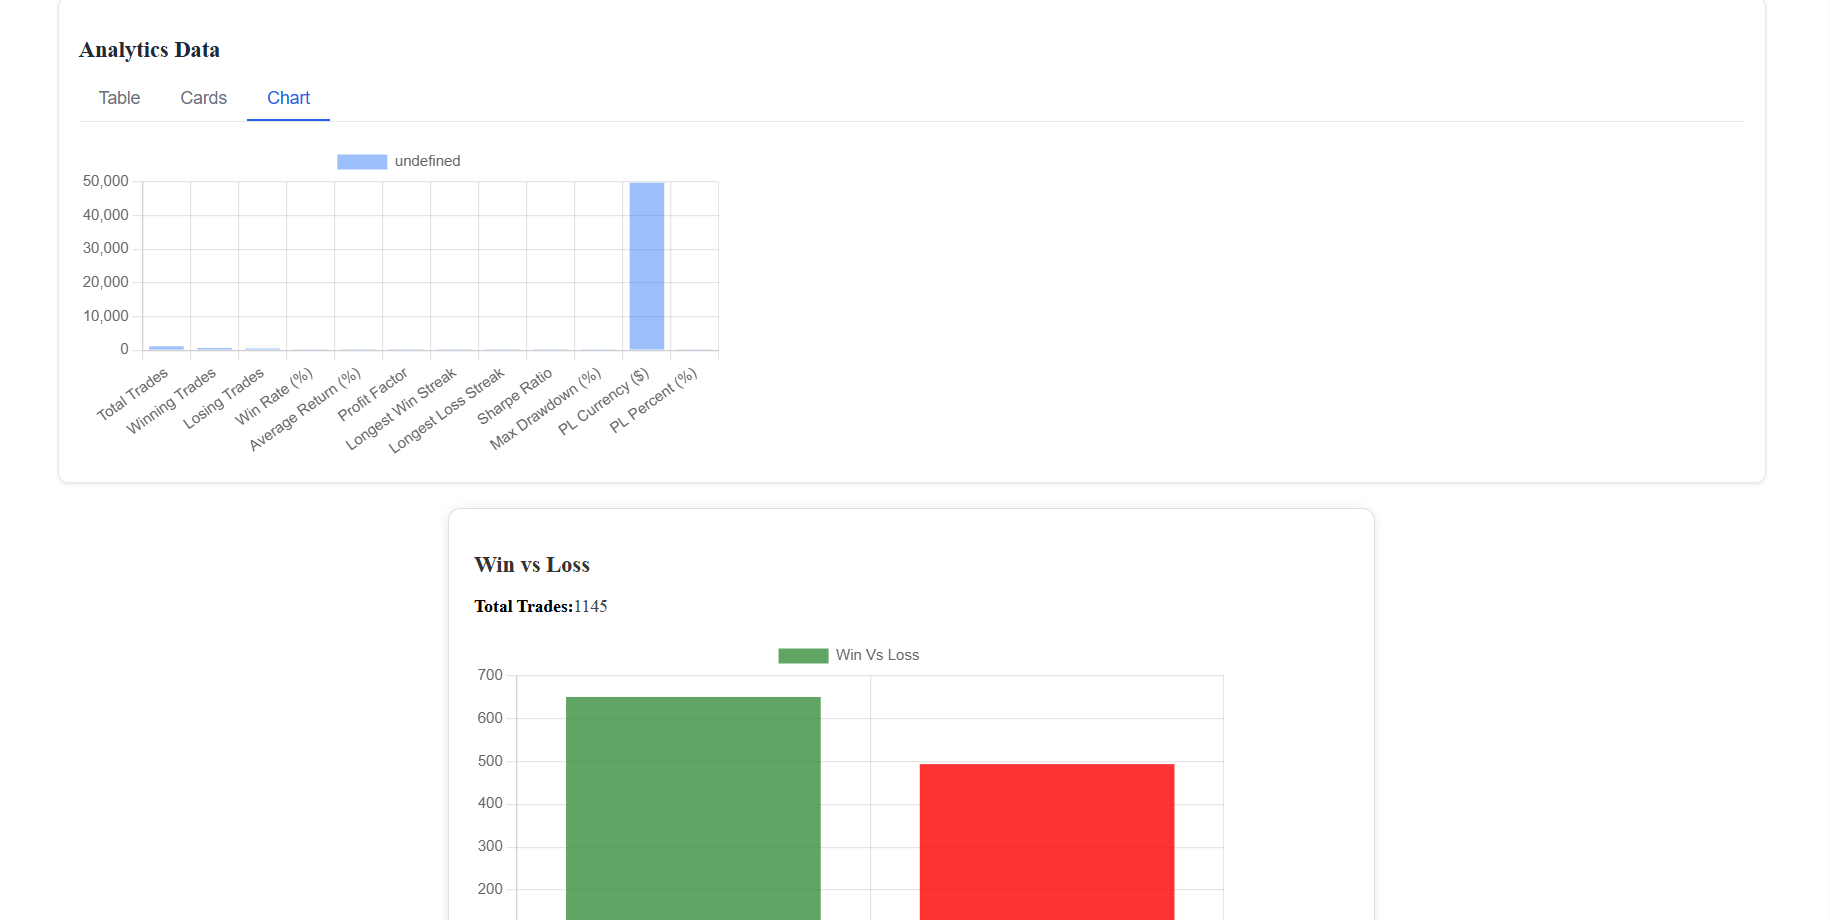 Analytics Data
Table Cards Chart
undefined
50,000
40,000
30,000
20,000
10,000
0
Total Trades
Winning Trades
Losing Trades
Win Rate (%)
Average Return (%)
Profit Factor
Longest Win Streak
Longest Loss Streak
Sharpe Ratio
Max Drawdown (%)
PL Currency ($)
PL Percent (%)
Win vs Loss
Total Trades:1145
Win Vs Loss
700
600
500
400
300
200